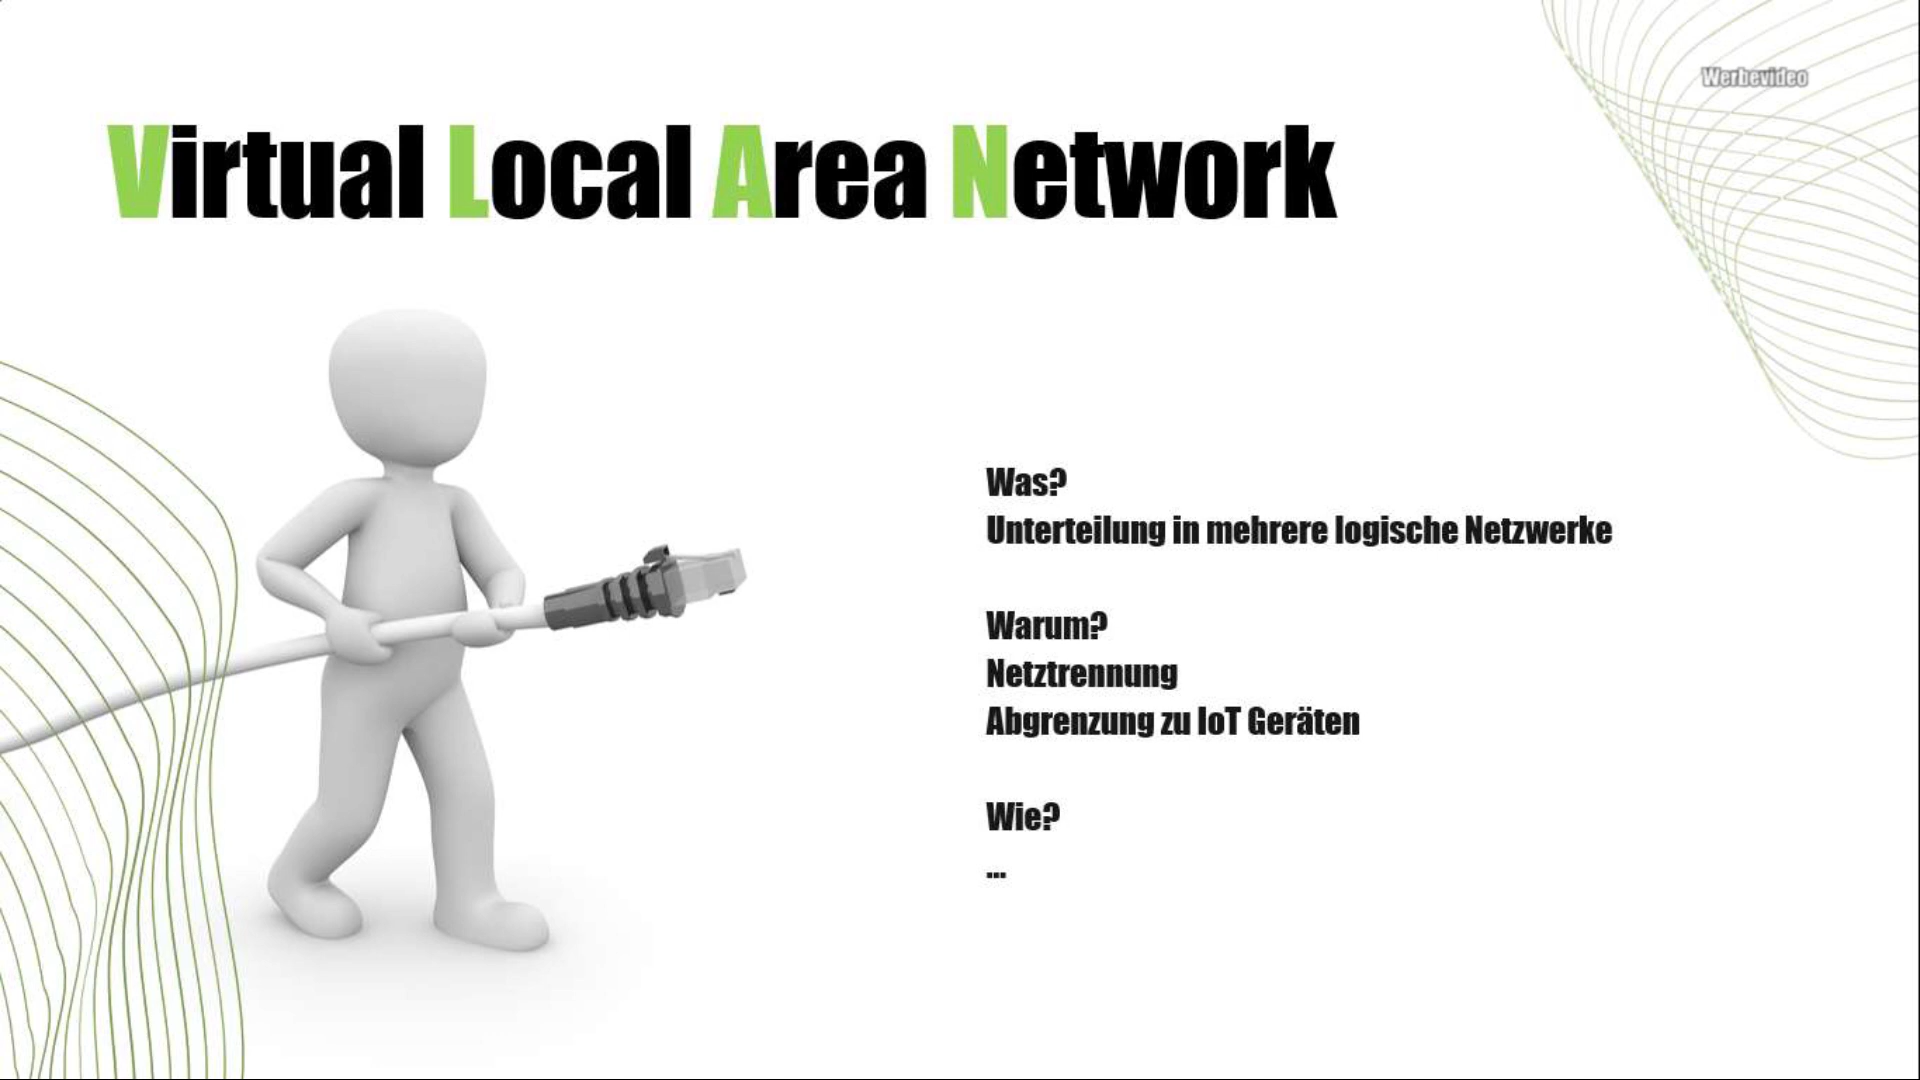 Werbevideo
Virtual Local Area Network
Was?
Unterteilung in mehrere logische Netzwerke
Warum?
Netztrennung
Abgrenzung zu IoT Geräten
Wie?
...